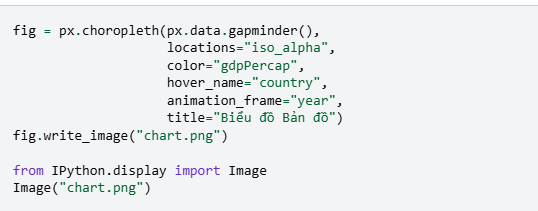 fig = px.choropleth(px.data.gapminder(),
                    locations="iso_alpha",
                    color="gdpPercap",
                    hover_name="country",
                    animation_frame="year",
                    title="Biểu đồ Bản đồ")
fig.write_image("chart.png")

from IPython.display import Image
Image("chart.png")